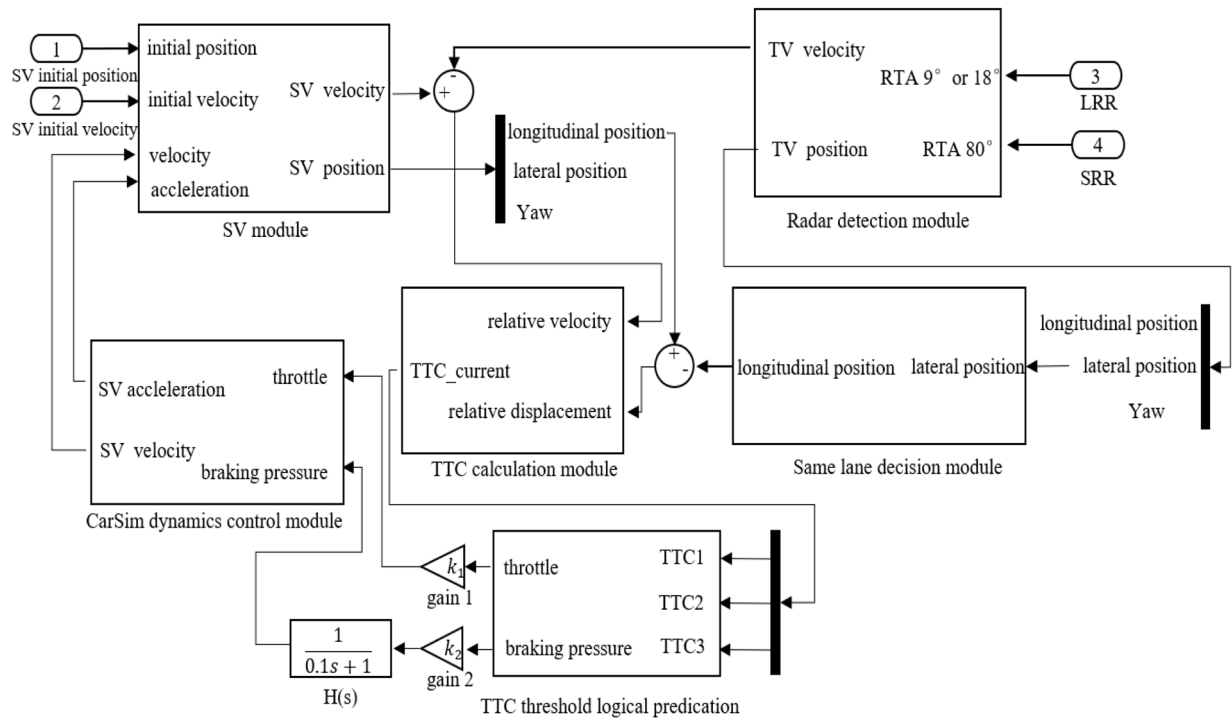 1
SV initial position
2
SV initial velocity
initial position
initial velocity
velocity
accleleration
SV velocity
SV position
SV module
-
+
longitudinal position
lateral position
Yaw
TV velocity
RTA 9° or 18°
TV position
RTA 80°
Radar detection module
3
LRR
4
SRR
longitudinal position
lateral position
Yaw
longitudinal position
lateral position
Same lane decision module
+
-
relative velocity
TTC_current
relative displacement
TTC calculation module
SV accleleration
throttle
SV velocity
braking pressure
CarSim dynamics control module
TTC1
TTC2
TTC3
throttle
braking pressure
TTC threshold logical predication
k1
gain 1
k2
gain 2
1
0.1s + 1
H(s)